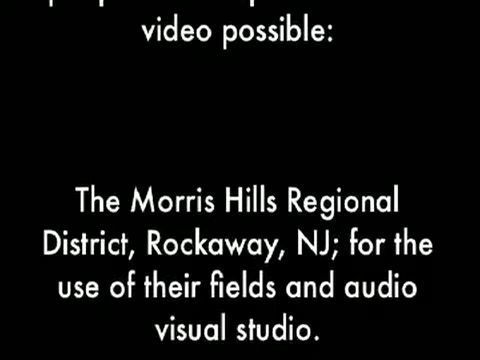 video possible:
The Morris Hills Regional
District, Rockaway, NJ; for the
use of their fields and audio
visual studio.